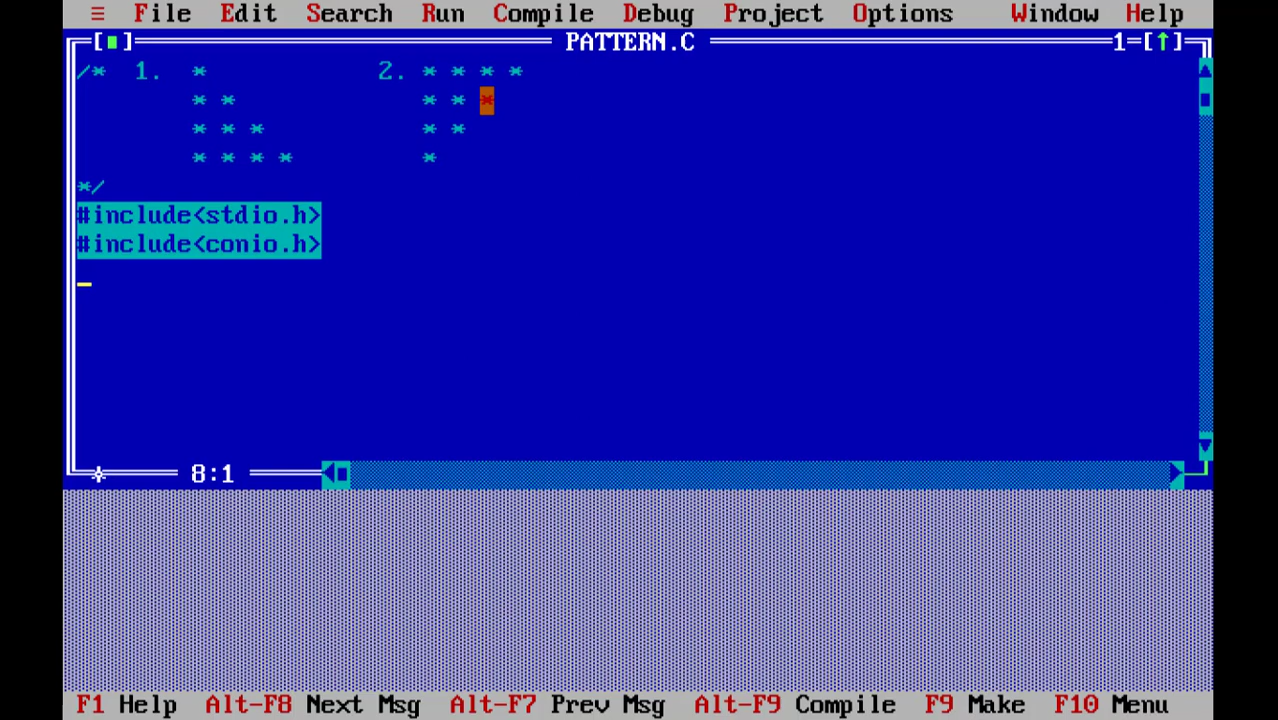 ≡ File Edit Search Run Compile Debug Project Options Window Help
[■] PATTERN.C 1=[↑]
/* 1. * 2. * * * *
* * * * *
* * * * *
* * * * *
*/
#include<stdio.h>
#include<conio.h>
8:1
F1 Help Alt-F8 Next Msg Alt-F7 Prev Msg Alt-F9 Compile F9 Make F10 Menu